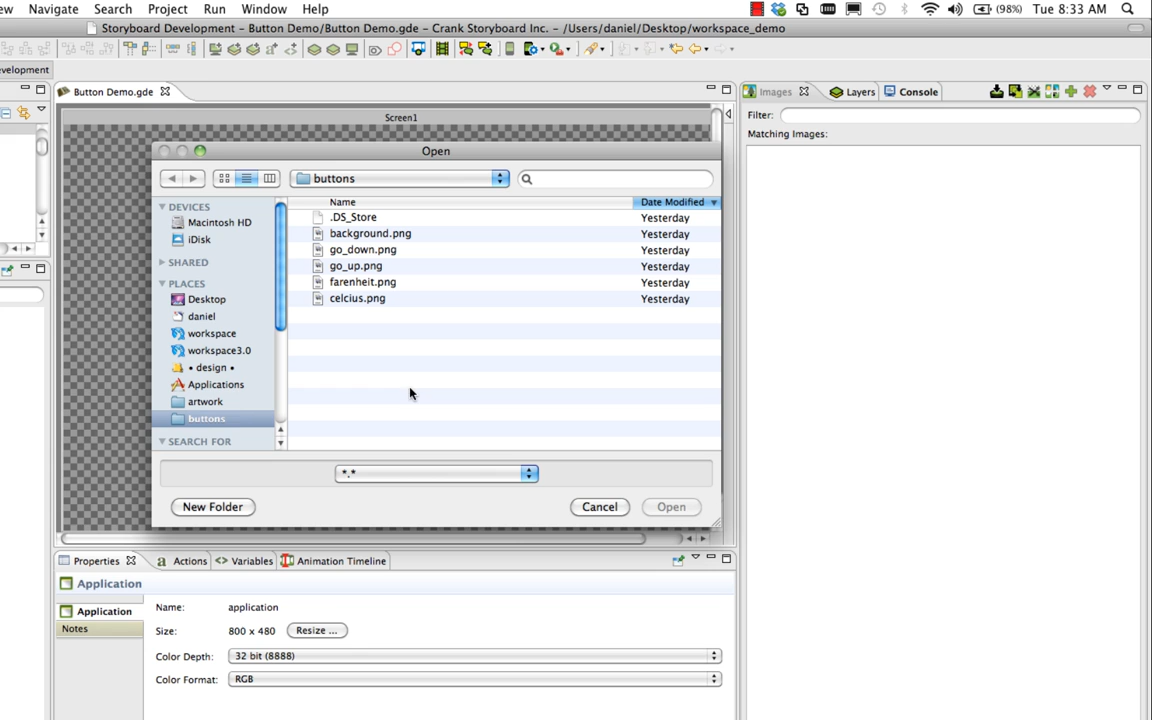 ew Navigate Search Project Run Window Help (98%) Tue 8:33 AM
Storyboard Development – Button Demo/Button Demo.gde – Crank Storyboard Inc. – /Users/daniel/Desktop/workspace_demo
evelopment
Button Demo.gde
Images Layers Console
Screen1
Filter:
Matching Images:
Open
buttons
Name Date Modified
DEVICES
Macintosh HD
iDisk
SHARED
PLACES
Desktop
daniel
workspace
workspace3.0
• design •
Applications
artwork
buttons
SEARCH FOR
.DS_Store Yesterday
background.png Yesterday
go_down.png Yesterday
go_up.png Yesterday
farenheit.png Yesterday
celcius.png Yesterday
*.*
New Folder Cancel Open
Properties Actions Variables Animation Timeline
Application
Application
Notes
Name: application
Size: 800 x 480 Resize ...
Color Depth: 32 bit (8888)
Color Format: RGB